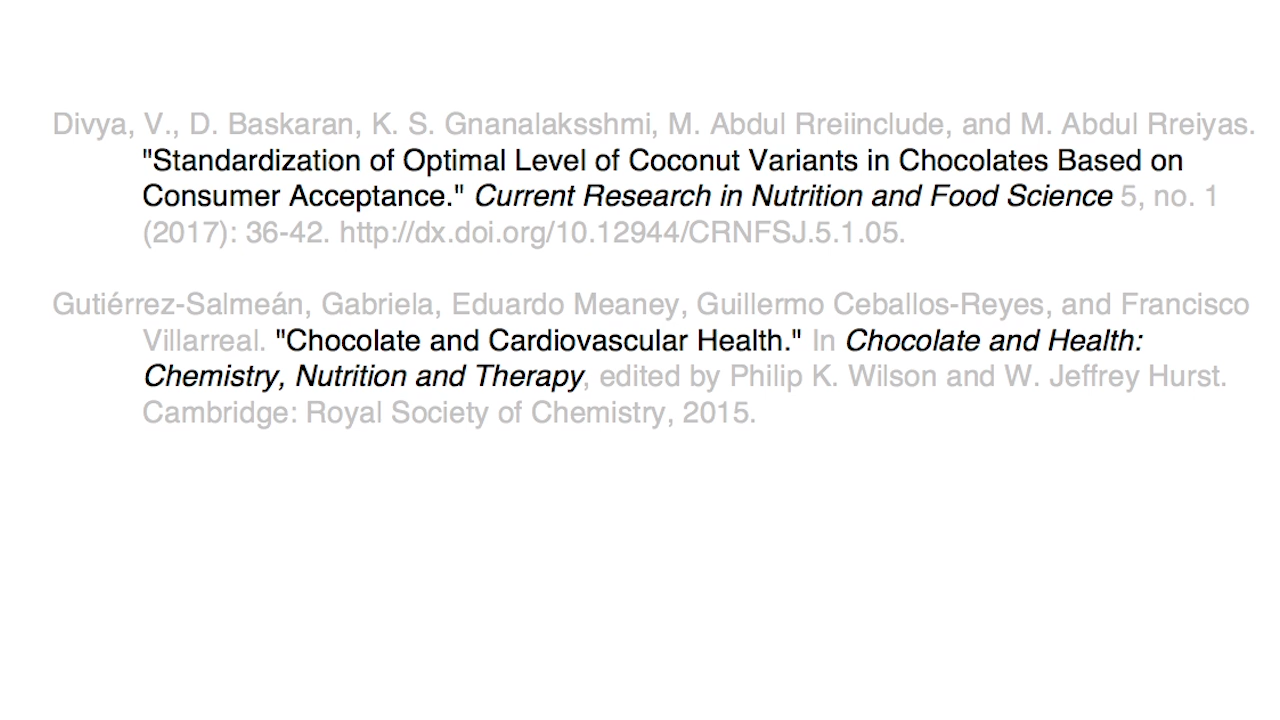 Divya, V., D. Baskaran, K. S. Gnanalaksshmi, M. Abdul Rreiinclude, and M. Abdul Rreiyas.
"Standardization of Optimal Level of Coconut Variants in Chocolates Based on
Consumer Acceptance." Current Research in Nutrition and Food Science 5, no. 1
(2017): 36-42. http://dx.doi.org/10.12944/CRNFSJ.5.1.05.
Gutiérrez-Salmeán, Gabriela, Eduardo Meaney, Guillermo Ceballos-Reyes, and Francisco
Villarreal. "Chocolate and Cardiovascular Health." In Chocolate and Health:
Chemistry, Nutrition and Therapy, edited by Philip K. Wilson and W. Jeffrey Hurst.
Cambridge: Royal Society of Chemistry, 2015.